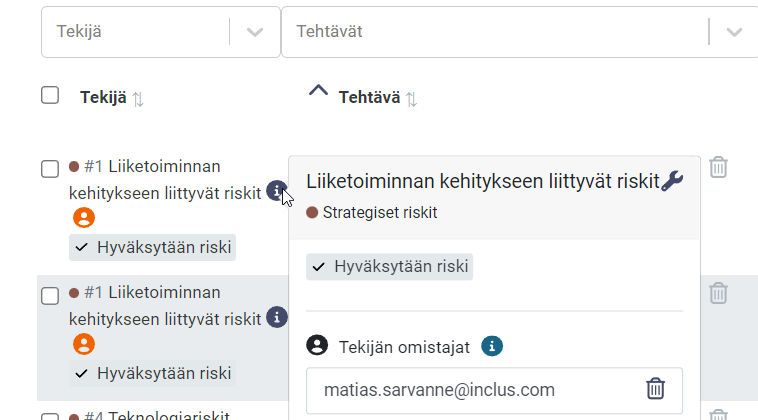 Tekijä
Tehtävät
Tekijä
Tehtävä
#1 Liiketoiminnan
kehitykseen liittyvät riskit
Hyväksytään riski
Liiketoiminnan kehitykseen liittyvät riskit
Strategiset riskit
Hyväksytään riski
Tekijän omistajat
matias.sarvanne@inclus.com
#1 Liiketoiminnan
kehitykseen liittyvät riskit
Hyväksytään riski
#4 Teknologiariskit